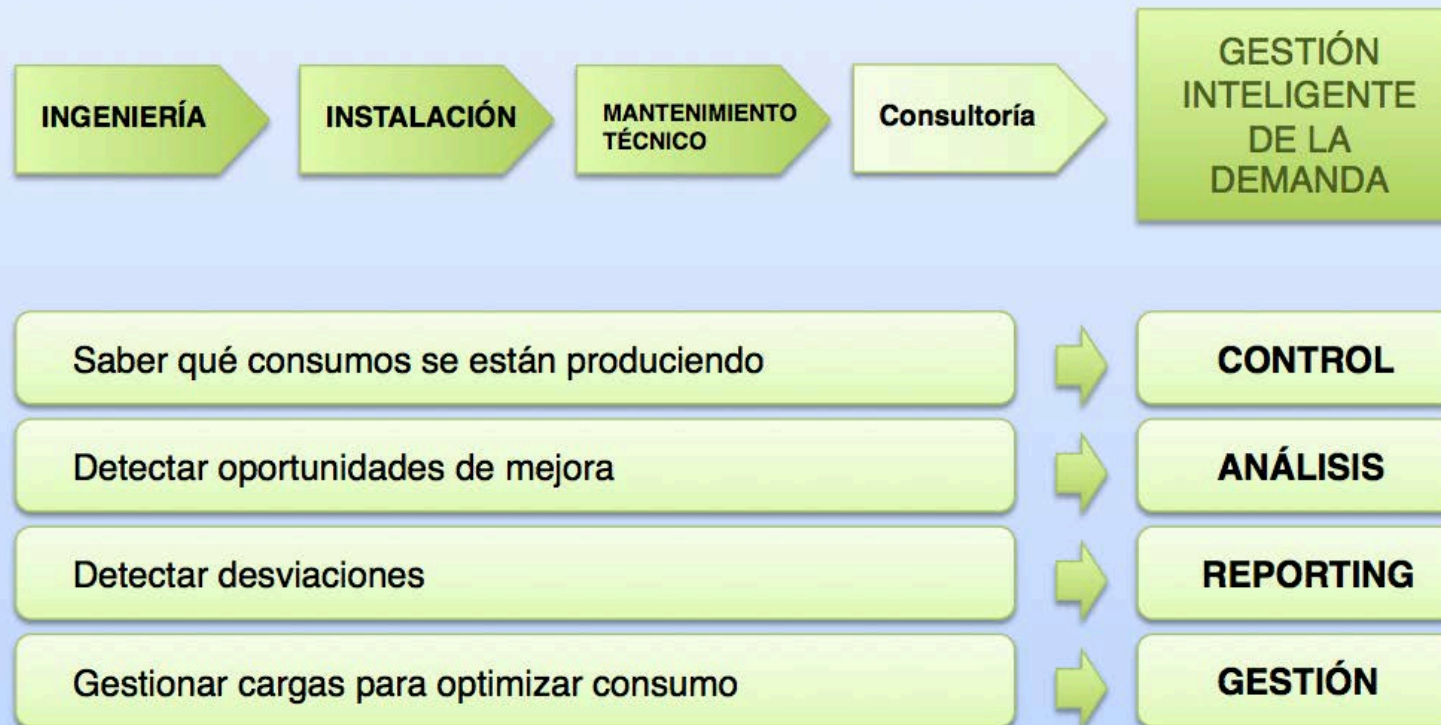 INGENIERÍA
INSTALACIÓN
MANTENIMIENTO
TÉCNICO
Consultoría
GESTIÓN
INTELIGENTE
DE LA
DEMANDA
Saber qué consumos se están produciendo
CONTROL
Detectar oportunidades de mejora
ANÁLISIS
Detectar desviaciones
REPORTING
Gestionar cargas para optimizar consumo
GESTIÓN